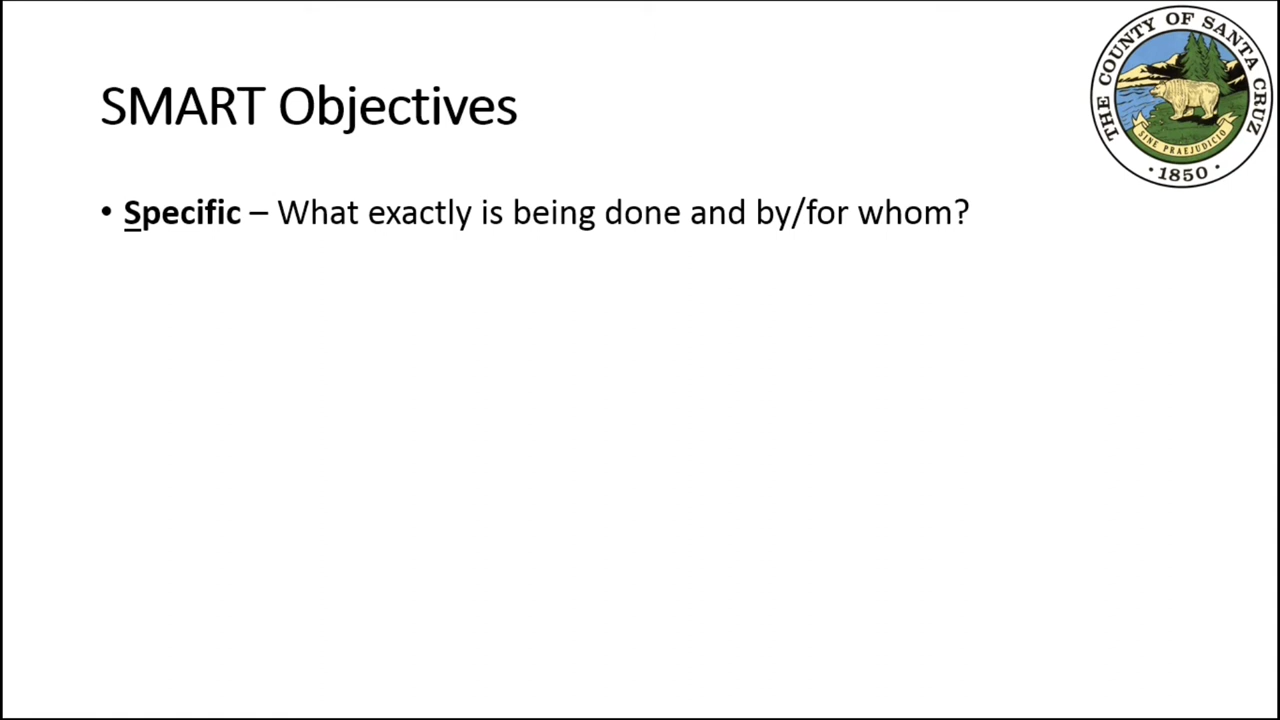 SMART Objectives
• Specific – What exactly is being done and by/for whom?
THE COUNTY OF SANTA CRUZ
SINE PRAEJUDICIO
• 1850 •